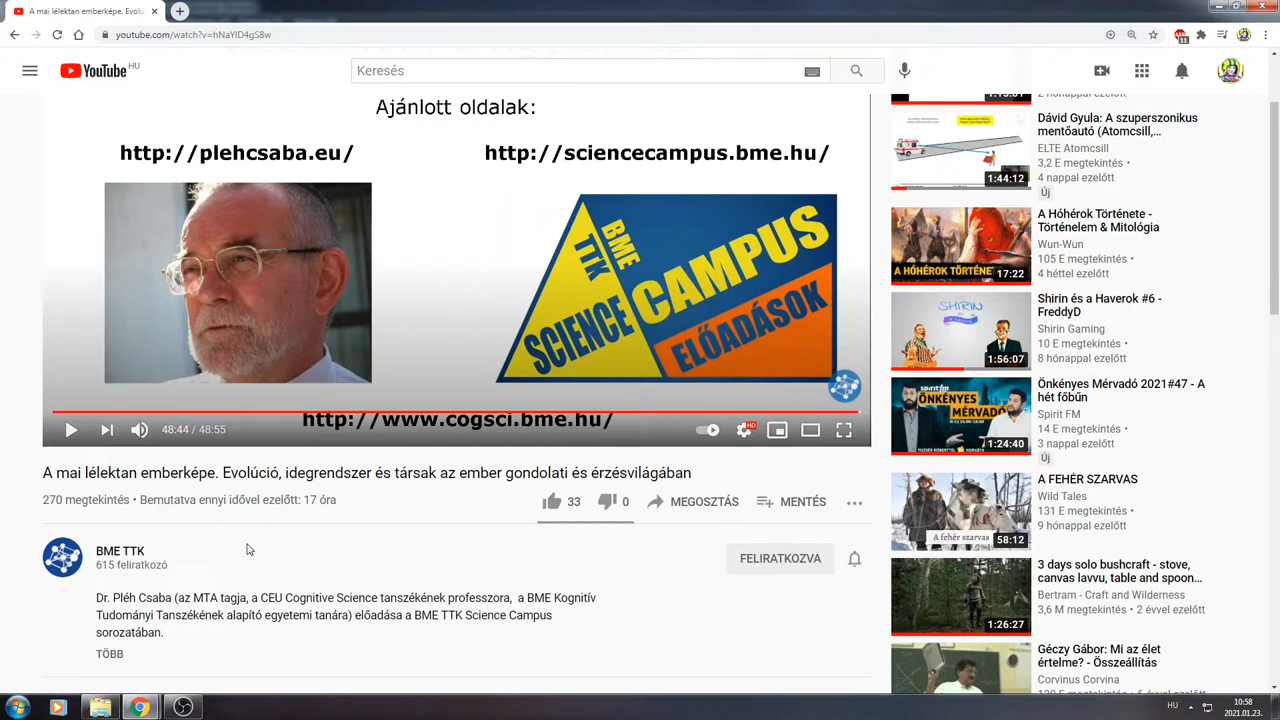 A mai lélektan emberképe. Evolú
youtube.com/watch?v=hNaYlD4gS8w
11
YouTube HU
Keresés
Ajánlott oldalak:
http://plehcsaba.eu/
http://sciencecampus.bme.hu/
BME
TTK
SCIENCE
CAMPUS
ELŐADÁSOK
http://www.cogsci.bme.hu/
48:44 / 48:55
HD
A mai lélektan emberképe. Evolúció, idegrendszer és társak az ember gondolati és érzésvilágában
270 megtekintés • Bemutatva ennyi idővel ezelőtt: 17 óra
33
0
MEGOSZTÁS
MENTÉS
BME TTK
615 feliratkozó
FELIRATKOZVA
Dr. Pléh Csaba (az MTA tagja, a CEU Cognitive Science tanszékének professzora, a BME Kognitív
Tudományi Tanszékének alapító egyetemi tanára) előadása a BME TTK Science Campus
sorozatában.
TÖBB
2 hónappal ezelőtt
Dávid Gyula: A szuperszonikus
mentőautó (Atomcsill,...
ELTE Atomcsill
3,2 E megtekintés •
4 nappal ezelőtt
Új
1:44:12
A Hóhérok Története -
Történelem & Mitológia
Wun-Wun
105 E megtekintés •
4 héttel ezelőtt
A HÓHÉROK TÖRTÉNE
17:22
Shirin és a Haverok #6 -
FreddyD
Shirin Gaming
10 E megtekintés •
8 hónappal ezelőtt
SHIRIN
1:56:07
Önkényes Mérvadó 2021#47 - A
hét főbűn
Spirit FM
14 E megtekintés •
3 nappal ezelőtt
Új
spirit fm
ÖNKÉNYES
MÉRVADÓ
1:24:40
A FEHÉR SZARVAS
Wild Tales
131 E megtekintés •
9 hónappal ezelőtt
A fehér szarvas
58:12
3 days solo bushcraft - stove,
canvas lavvu, table and spoon...
Bertram - Craft and Wilderness
3,6 M megtekintés • 2 évvel ezelőtt
1:26:27
Géczy Gábor: Mi az élet
értelme? - Összeállítás
Corvinus Corvina
HU
10:58
2021.01.23.